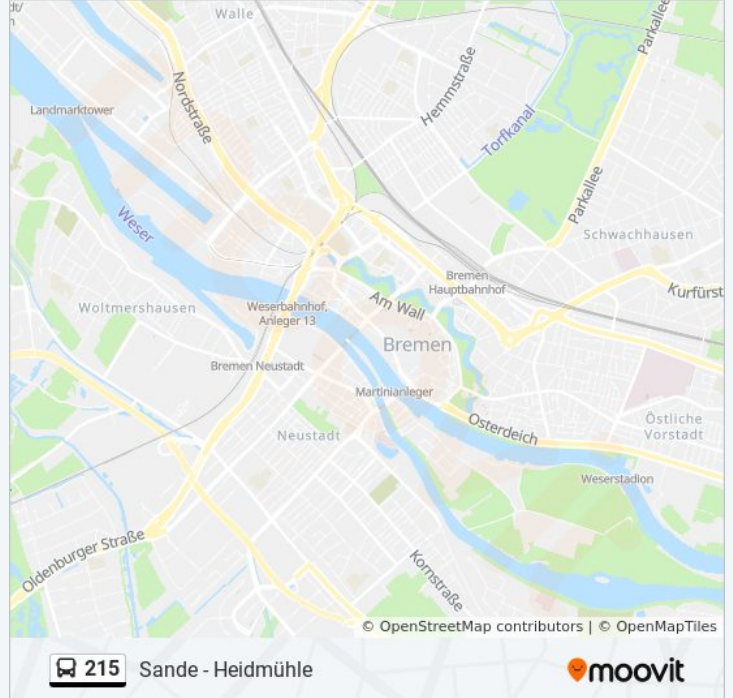 dt/
Walle
Parkallee
Nordstraße
Hemmstraße
Landmarktower
Torfkanal
Parkallee
Weser
Schwachhausen
Bremen
Hauptbahnhof
Kurfürst
Woltmershausen
Weserbahnhof,
Anleger 13
Am Wall
Bremen
Bremen Neustadt
Martinianleger
Neustadt
Osterdeich
Östliche
Vorstadt
Weserstadion
Oldenburger Straße
Kornstraße
© OpenStreetMap contributors | © OpenMapTiles
215 Sande - Heidmühle
moovit